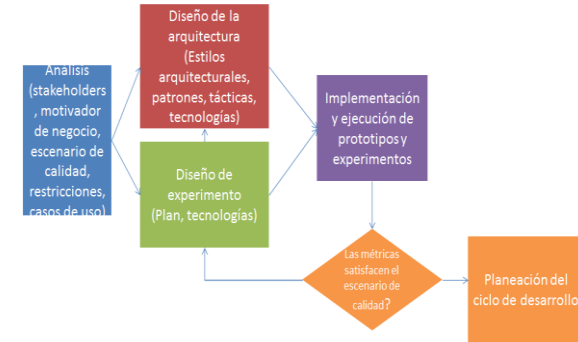 Análisis
(stakeholders
, motivador
de negocio,
escenario de
calidad,
restricciones,
casos de uso)
Diseño de la
arquitectura
(Estilos
arquitecturales,
patrones, tácticas,
tecnologías)
Diseño de
experimento
(Plan, tecnologías)
Implementación
y ejecución de
prototipos y
experimentos
Las métricas
satisfacen el
escenario de
calidad?
Planeación del
ciclo de desarrollo